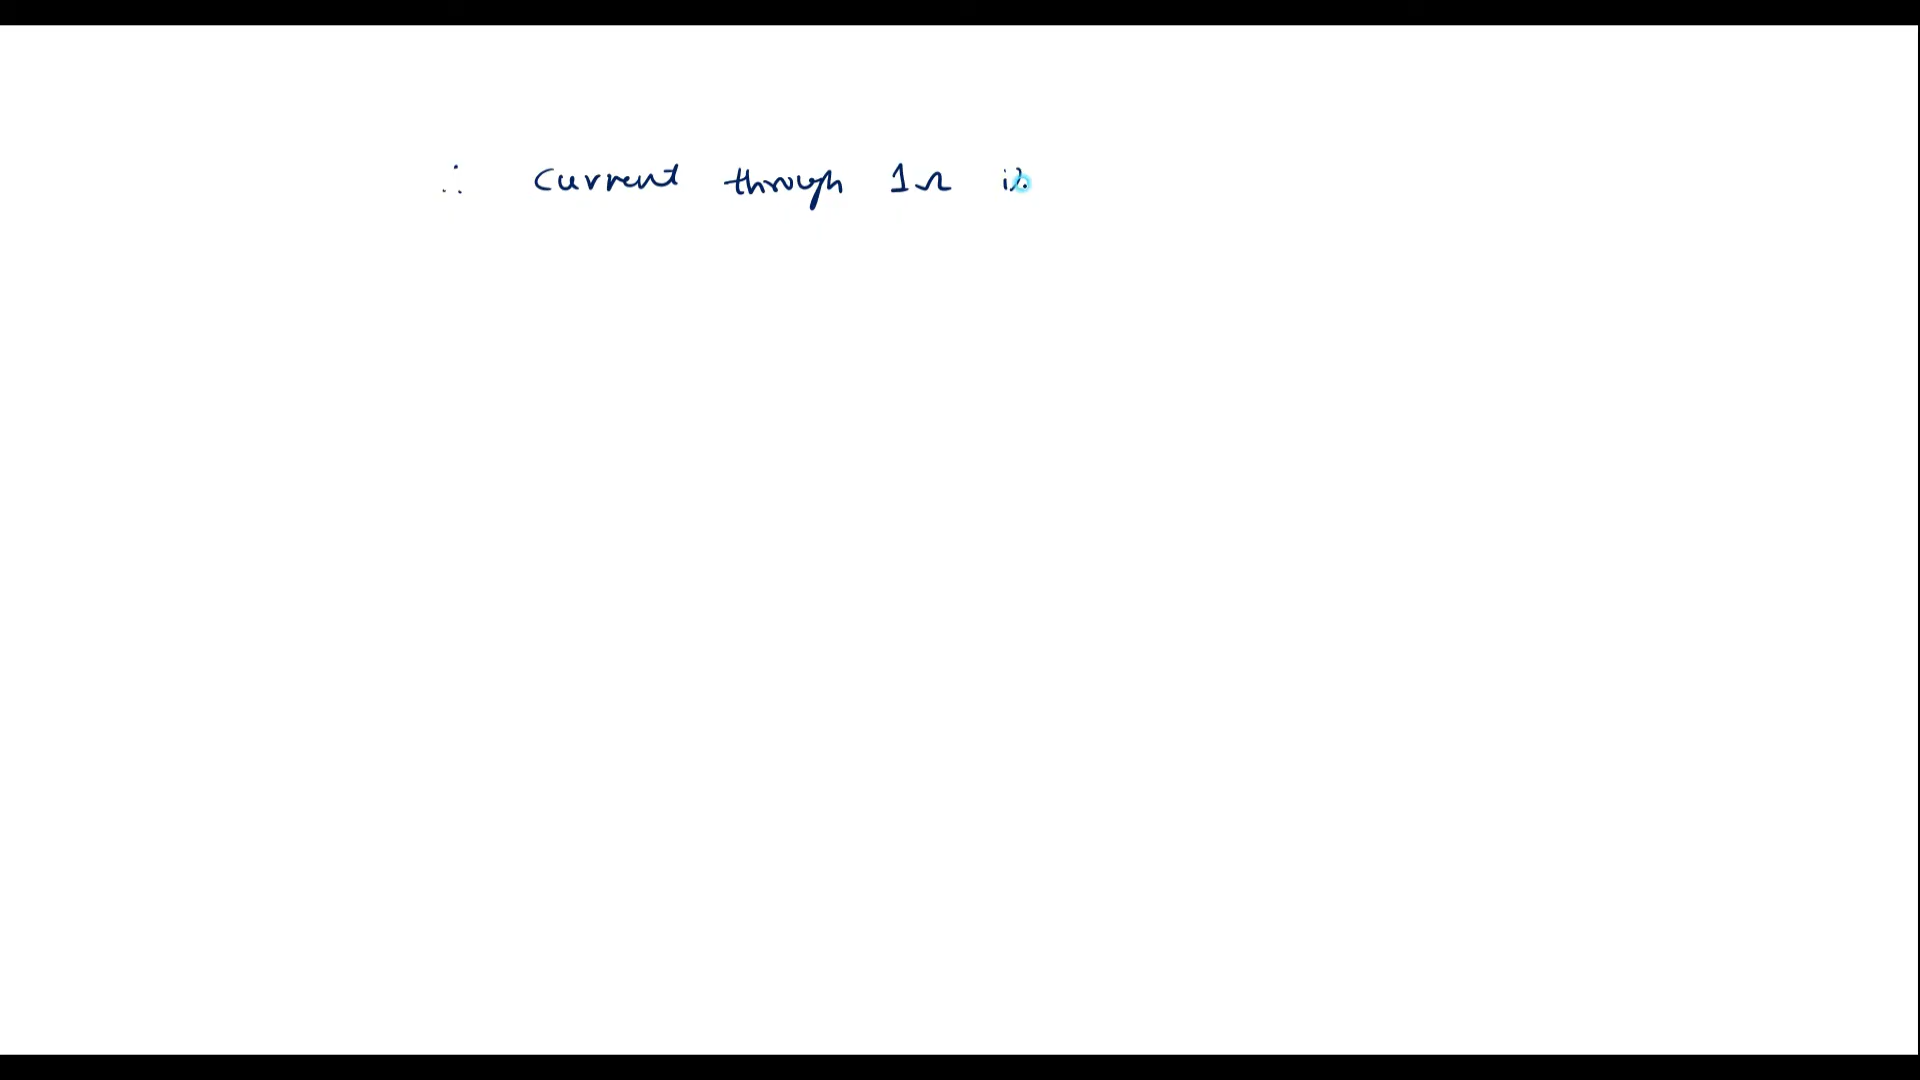 ∴ current through 1Ω is